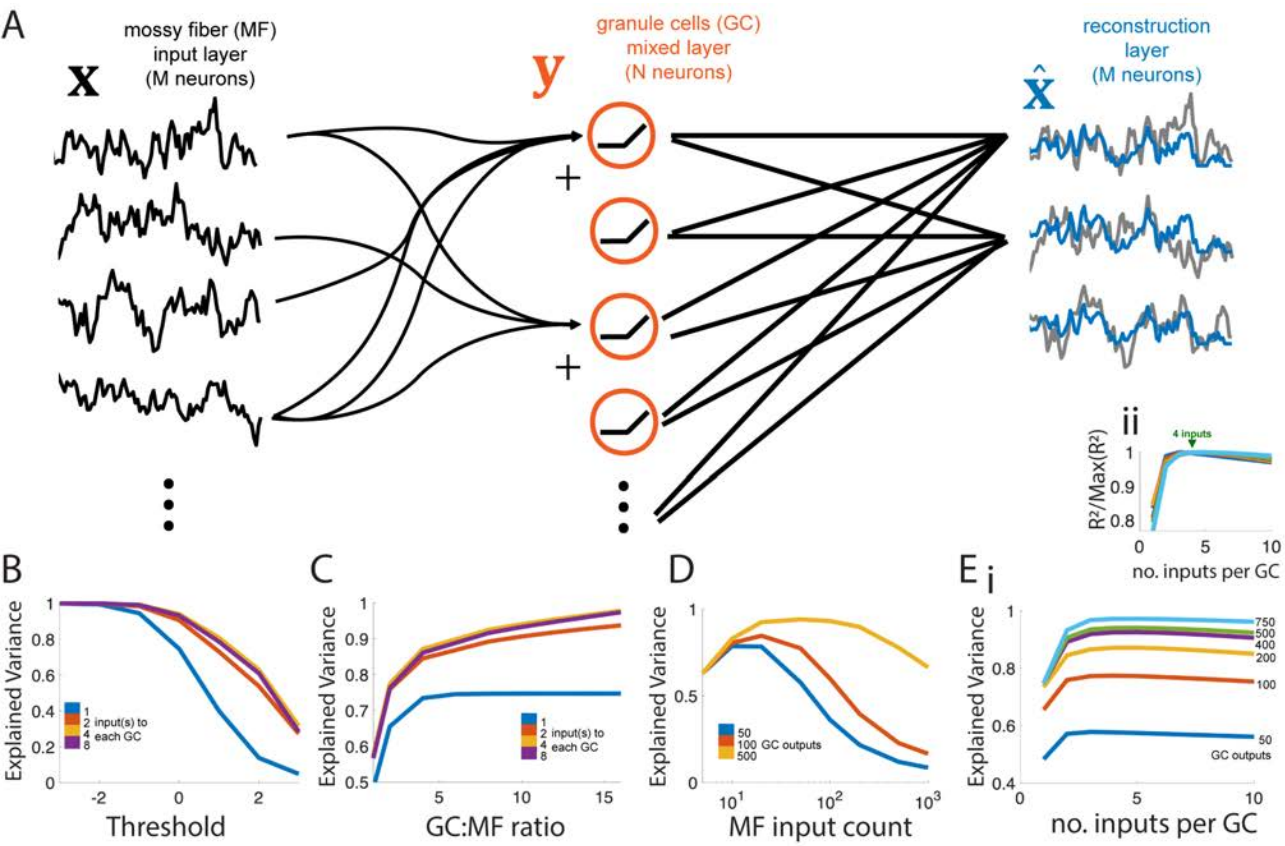 A
mossy fiber (MF)
input layer
(M neurons)
x
granule cells (GC)
mixed layer
(N neurons)
y
reconstruction
layer
(M neurons)
x̂
+
+
ii
4 inputs
R²/Max(R²)
1
0.9
0.8
0 5 10
no. inputs per GC
B
Explained Variance
1
0.8
0.6
0.4
0.2
0
-2 0 2
Threshold
1
2 input(s) to
4 each GC
8
C
Explained Variance
1
0.9
0.8
0.7
0.6
0.5
5 10 15
GC:MF ratio
1
2 input(s) to
4 each GC
8
D
Explained Variance
1
0.5
0
10¹ 10² 10³
MF input count
50
100 GC outputs
500
E i
Explained Variance
1
0.8
0.6
0.4
0 5 10
no. inputs per GC
750
500
400
200
100
50
GC outputs